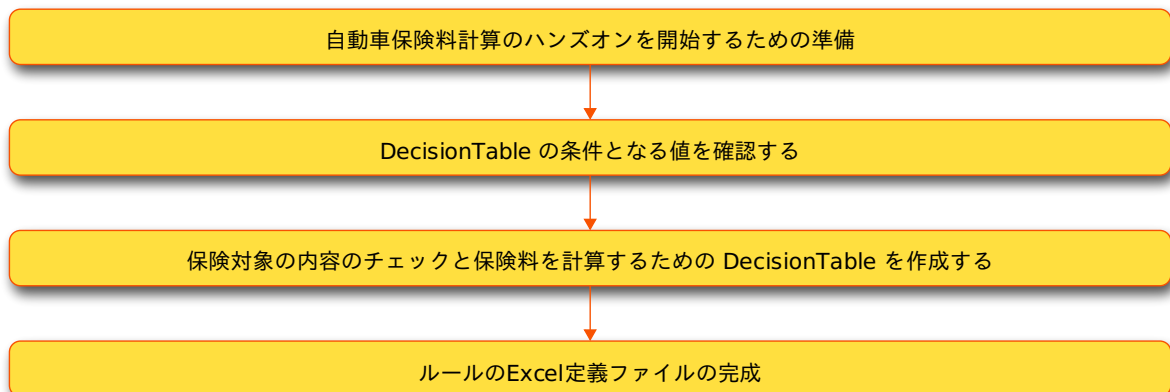 自動車保険料計算のハンズオンを開始するための準備
DecisionTable の条件となる値を確認する
保険対象の内容のチェックと保険料を計算するための DecisionTable を作成する
ルールのExcel定義ファイルの完成